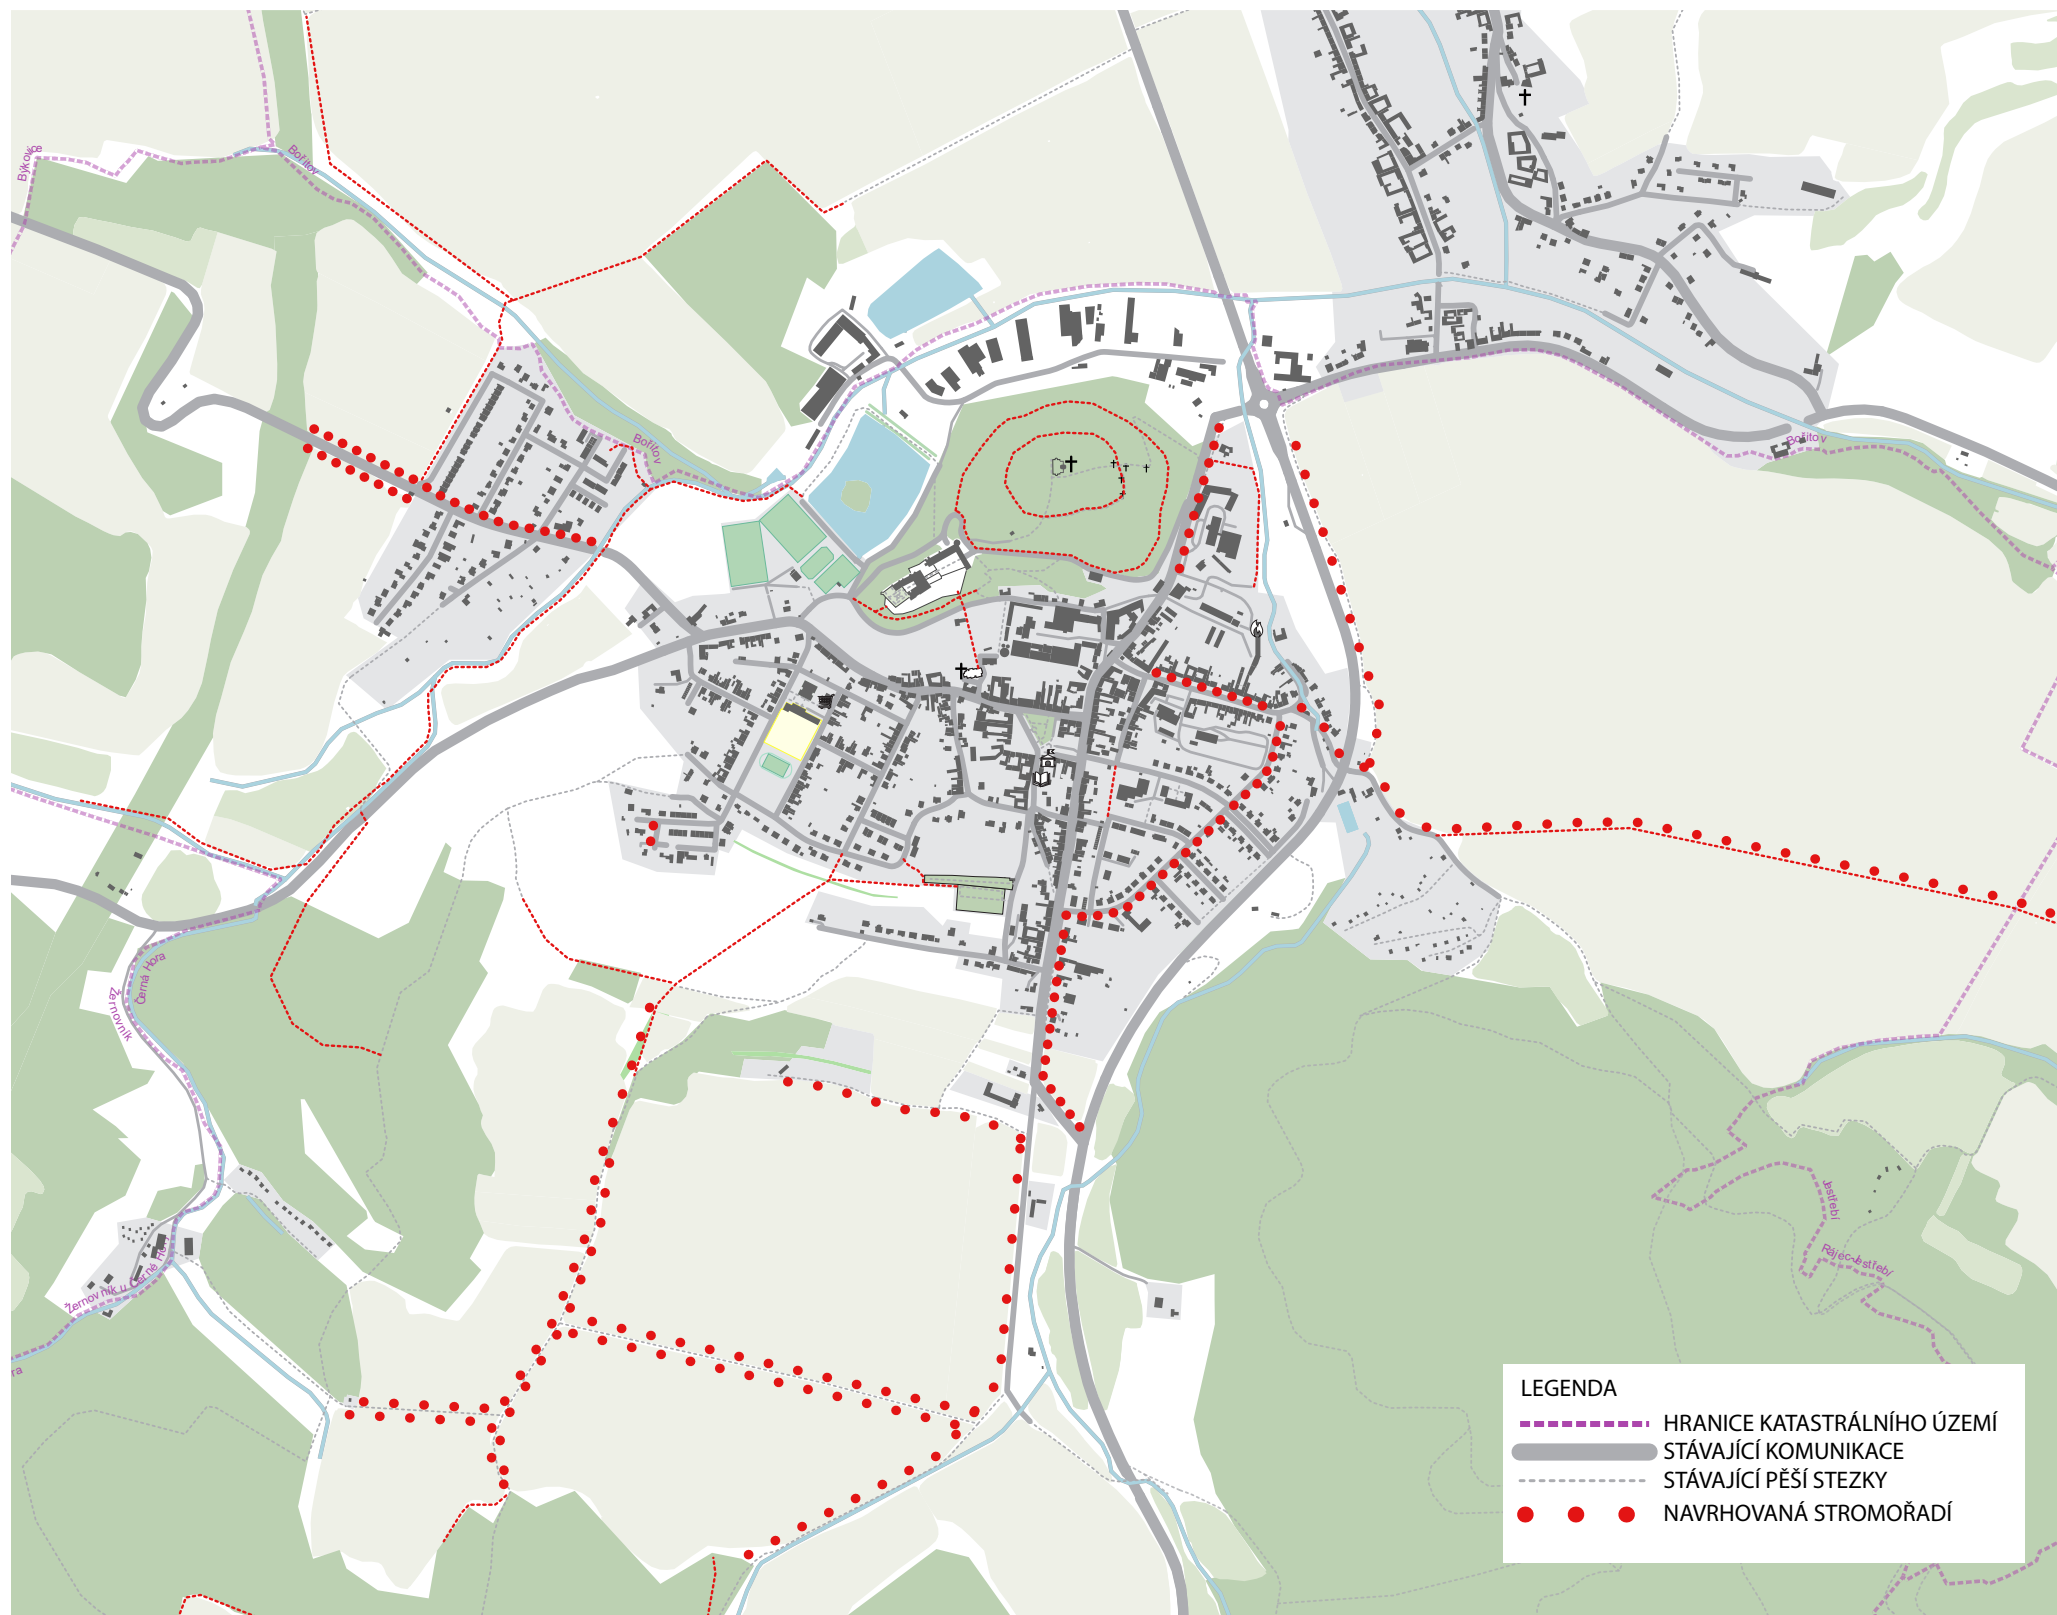 Býkovice
Bořitov
Bořitov
Bořitov
Černá Hora
Žernovník
Žernovník u Černé Hory
ra
Jestřebí
Rájec-Jestřebí
LEGENDA
HRANICE KATASTRÁLNÍHO ÚZEMÍ
STÁVAJÍCÍ KOMUNIKACE
STÁVAJÍCÍ PĚŠÍ STEZKY
NAVRHOVANÁ STROMOŘADÍ